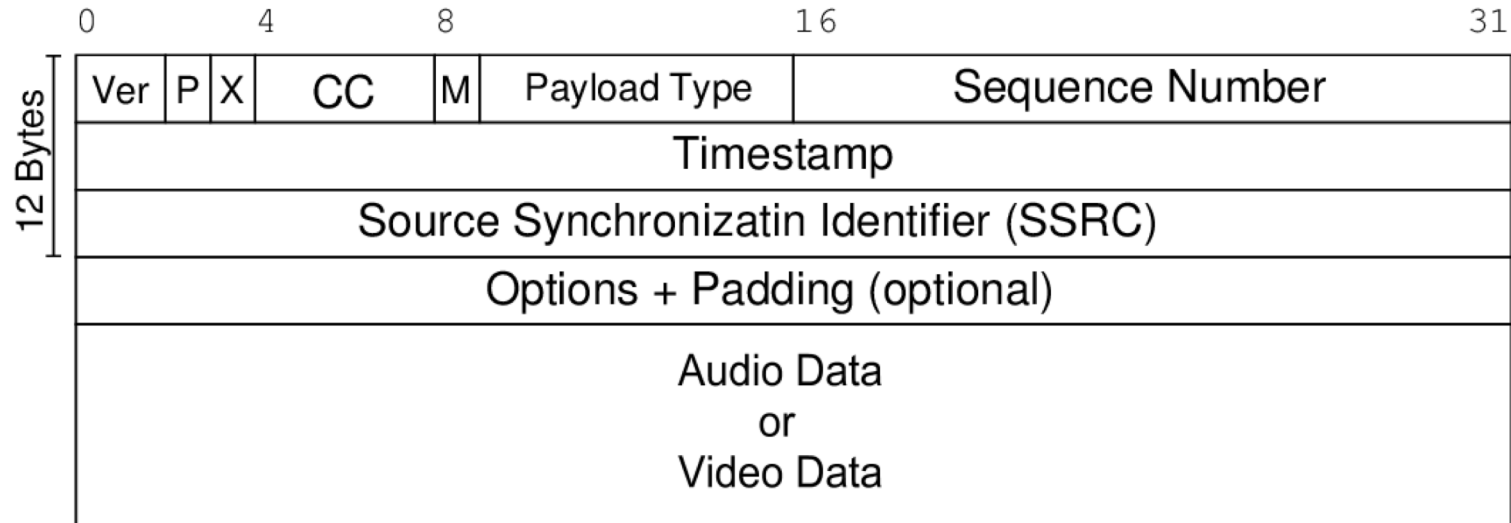 0 4 8 16 31
Ver P X CC M Payload Type Sequence Number
12 Bytes
Timestamp
Source Synchronizatin Identifier (SSRC)
Options + Padding (optional)
Audio Data
or
Video Data